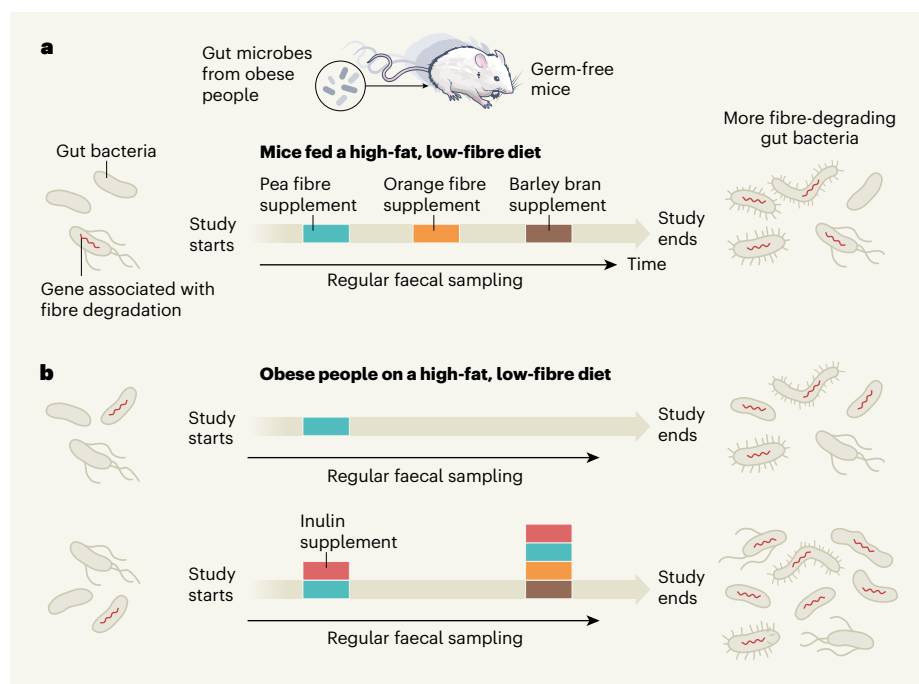 a
Gut microbes
from obese
people
Germ-free
mice
More fibre-degrading
gut bacteria
Gut bacteria
Mice fed a high-fat, low-fibre diet
Pea fibre
supplement
Orange fibre
supplement
Barley bran
supplement
Study
starts
Study
ends
Time
Regular faecal sampling
Gene associated with
fibre degradation
b
Obese people on a high-fat, low-fibre diet
Study
starts
Study
ends
Regular faecal sampling
Inulin
supplement
Study
starts
Study
ends
Regular faecal sampling